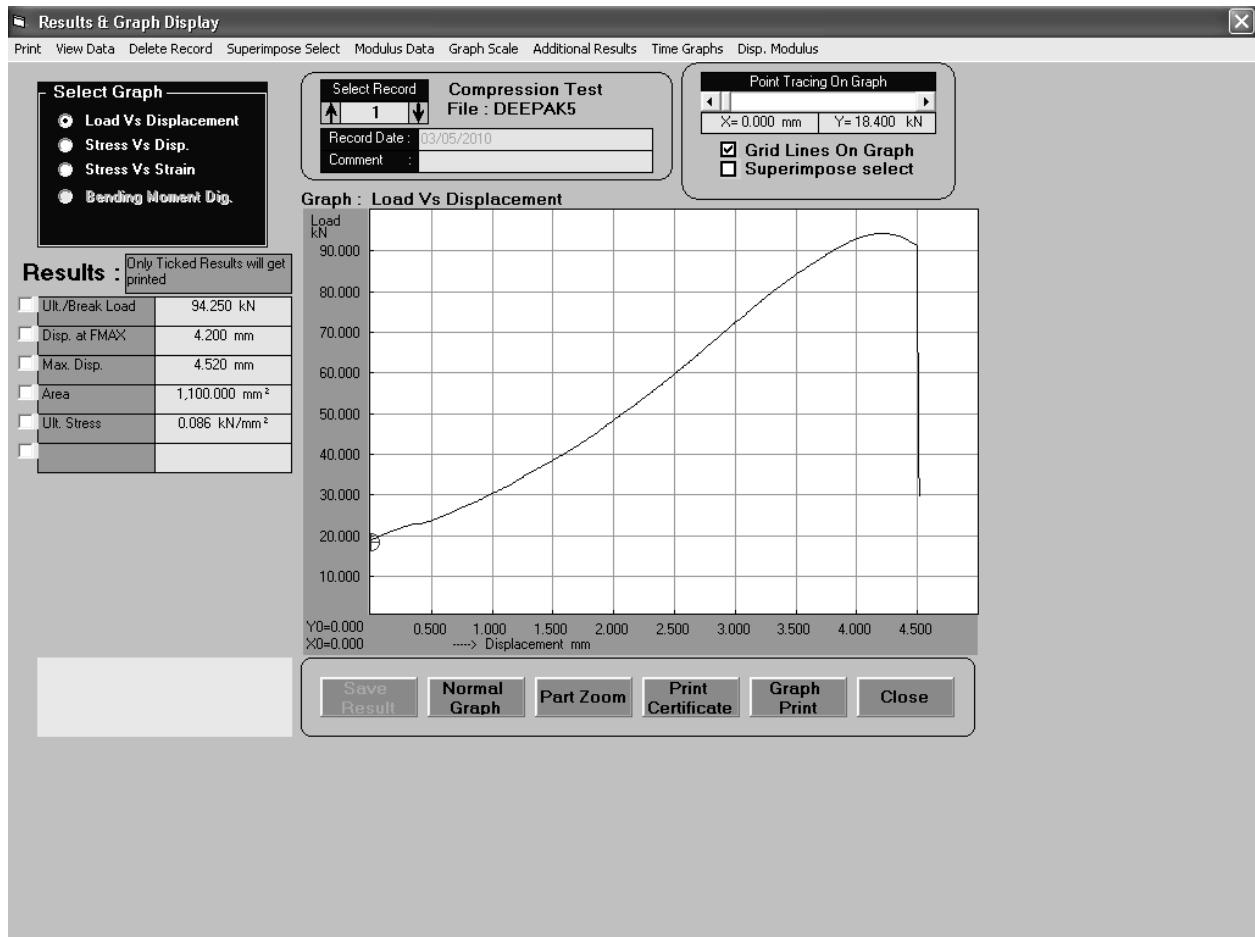 Results & Graph Display
Print View Data Delete Record Superimpose Select Modulus Data Graph Scale Additional Results Time Graphs Disp. Modulus
Select Graph
Load Vs Displacement
Stress Vs Disp.
Stress Vs Strain
Bending Moment Dig.
Select Record
1
Compression Test
File : DEEPAK5
Record Date : 03/05/2010
Comment :
Point Tracing On Graph
X= 0.000 mm Y= 18.400 kN
Grid Lines On Graph
Superimpose select
Results :
Only Ticked Results will get
printed
Ult./Break Load 94.250 kN
Disp. at FMAX 4.200 mm
Max. Disp. 4.520 mm
Area 1,100.000 mm²
Ult. Stress 0.086 kN/mm²
Graph : Load Vs Displacement
Load
kN
90.000
80.000
70.000
60.000
50.000
40.000
30.000
20.000
10.000
Y0=0.000
X0=0.000
0.500 1.000 1.500 2.000 2.500 3.000 3.500 4.000 4.500
----> Displacement mm
Save
Result
Normal
Graph
Part Zoom
Print
Certificate
Graph
Print
Close